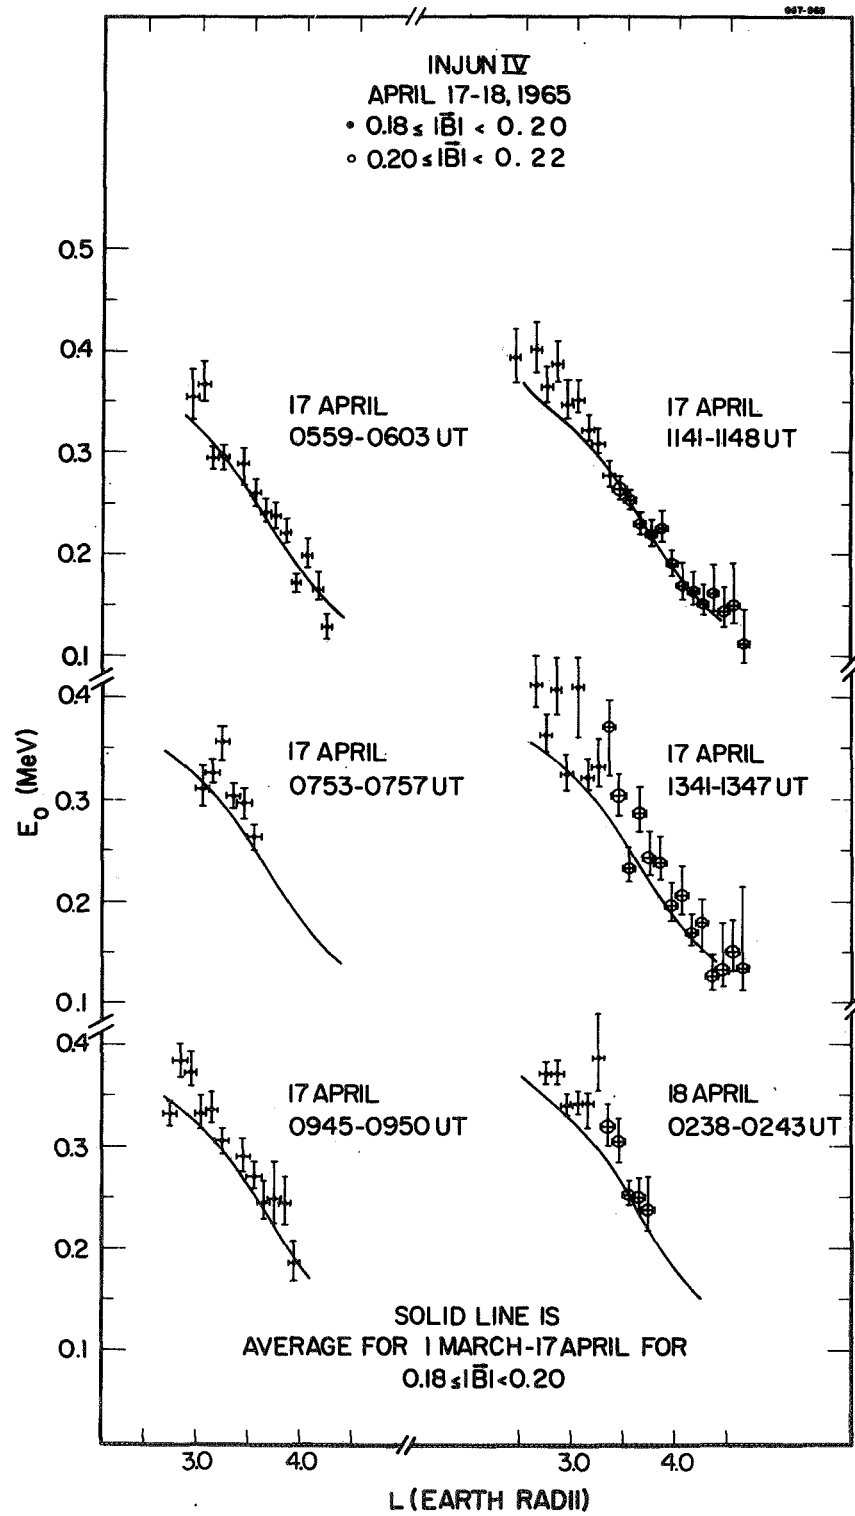 INJUN IV
APRIL 17-18, 1965
• 0.18 ≤ |B⃗| < 0.20
o 0.20 ≤ |B⃗| < 0.22
0.5
0.4
0.3
0.2
0.1
17 APRIL
0559-0603 UT
17 APRIL
1141-1148 UT
0.4
0.3
0.2
0.1
17 APRIL
0753-0757 UT
17 APRIL
1341-1347 UT
E₀ (MeV)
0.4
0.3
0.2
0.1
17 APRIL
0945-0950 UT
18 APRIL
0238-0243 UT
SOLID LINE IS
AVERAGE FOR 1 MARCH-17 APRIL FOR
0.18 ≤ |B⃗| < 0.20
3.0 4.0 3.0 4.0
L (EARTH RADII)